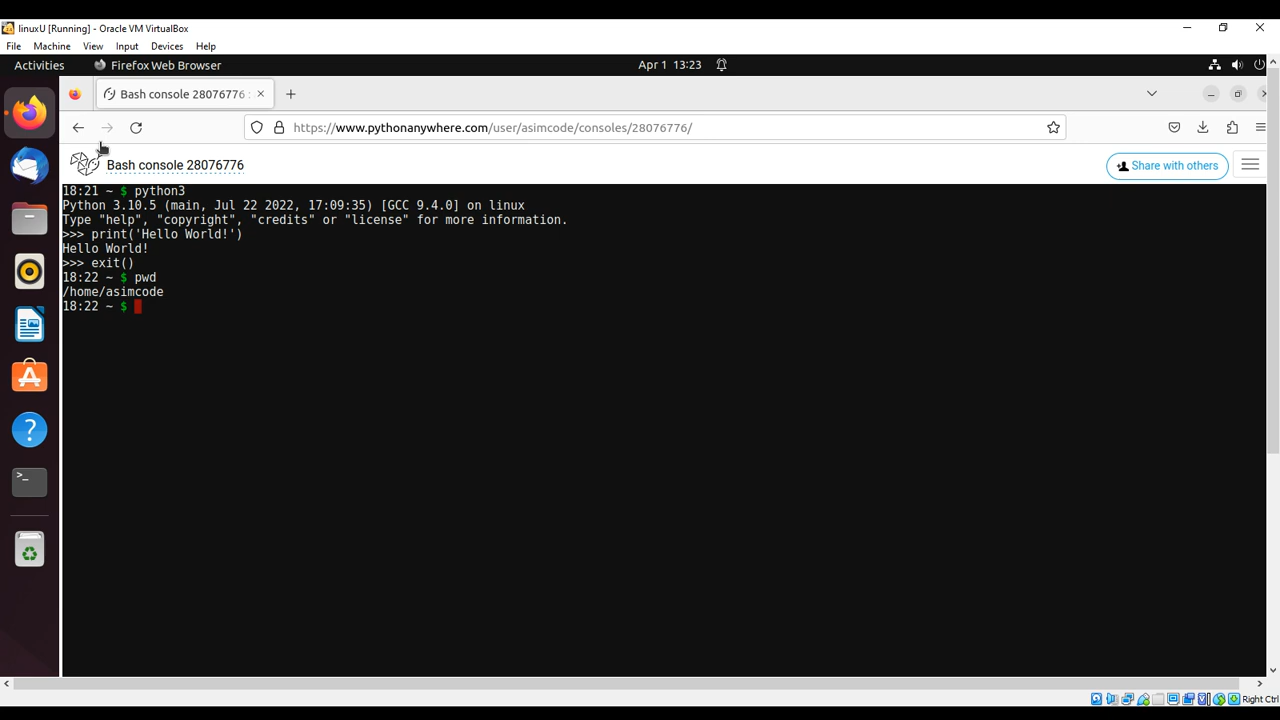 linuxU [Running] - Oracle VM VirtualBox
File Machine View Input Devices Help
Activities Firefox Web Browser Apr 1 13:23
Bash console 28076776 :
https://www.pythonanywhere.com/user/asimcode/consoles/28076776/
Bash console 28076776 Share with others
18:21 ~ $ python3
Python 3.10.5 (main, Jul 22 2022, 17:09:35) [GCC 9.4.0] on linux
Type "help", "copyright", "credits" or "license" for more information.
>>> print('Hello World!')
Hello World!
>>> exit()
18:22 ~ $ pwd
/home/asimcode
18:22 ~ $
Right Ctrl